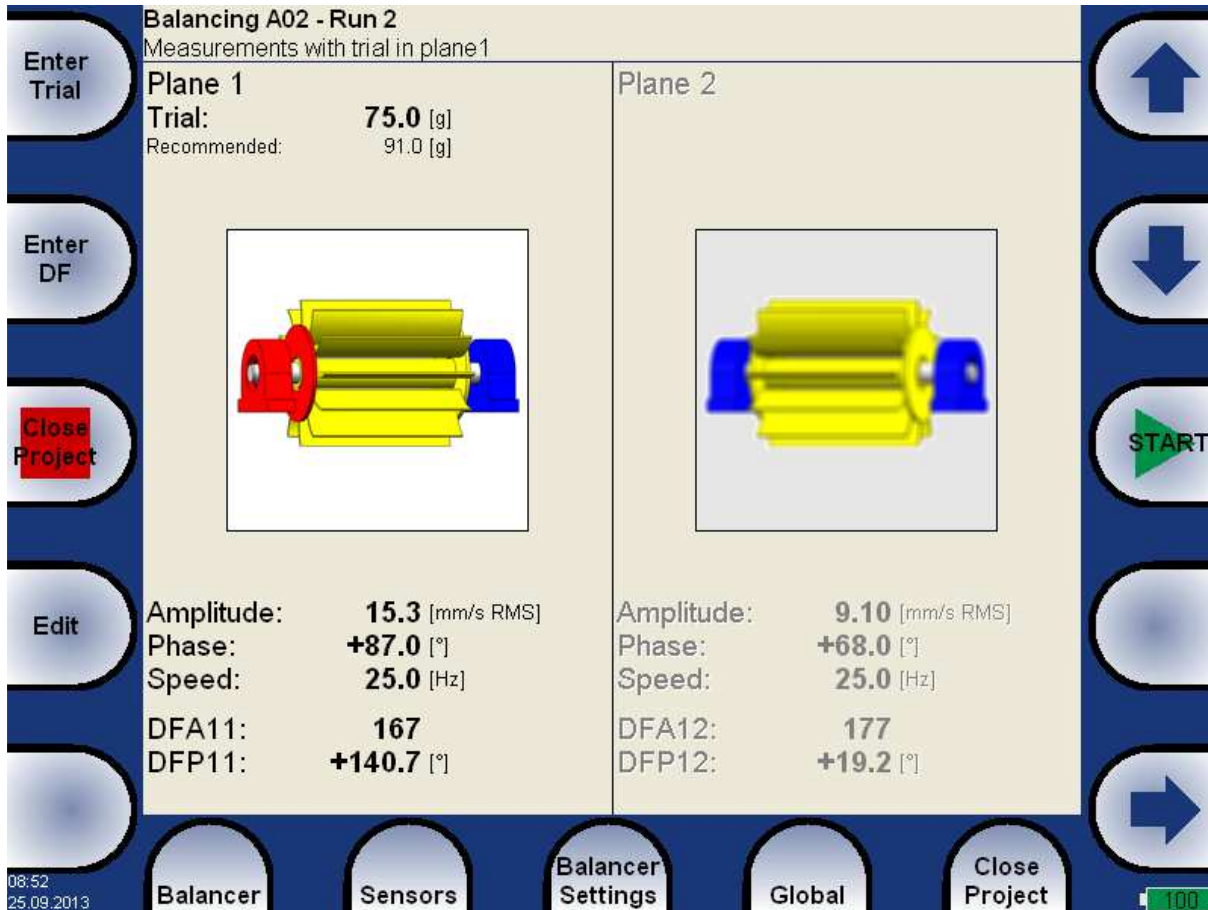 Balancing A02 - Run 2
Measurements with trial in plane1
Enter
Trial
Enter
DF
Close
Project
Edit
Plane 1
Trial: 75.0 [g]
Recommended: 91.0 [g]
Amplitude: 15.3 [mm/s RMS]
Phase: +87.0 [°]
Speed: 25.0 [Hz]
DFA11: 167
DFP11: +140.7 [°]
Plane 2
Amplitude: 9.10 [mm/s RMS]
Phase: +68.0 [°]
Speed: 25.0 [Hz]
DFA12: 177
DFP12: +19.2 [°]
START
08:52
25.09.2013
Balancer
Sensors
Balancer
Settings
Global
Close
Project
100